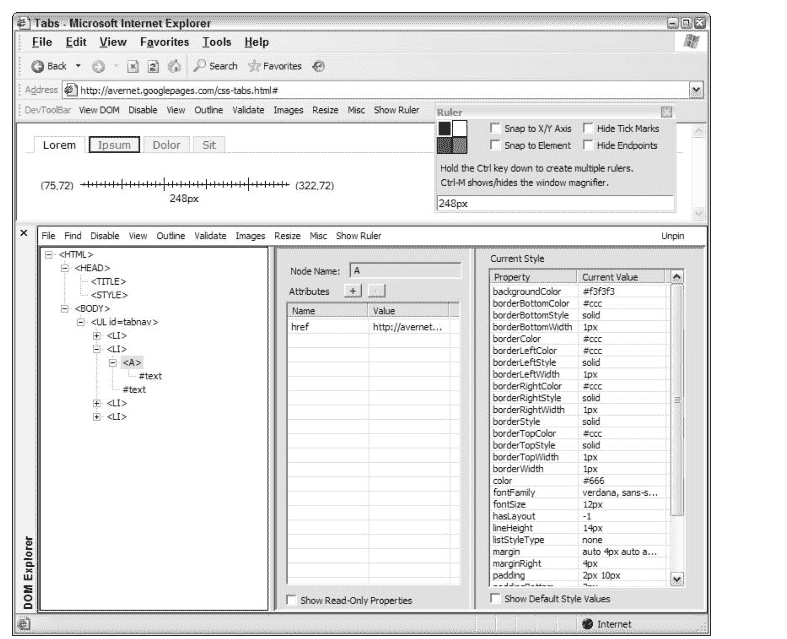 Tabs - Microsoft Internet Explorer
File Edit View Favorites Tools Help
Back Search Favorites
Address http://avernet.googlepages.com/css-tabs.html#
DevToolBar View DOM Disable View Outline Validate Images Resize Misc Show Ruler
Ruler
Snap to X/Y Axis Hide Tick Marks
Snap to Element Hide Endpoints
Hold the Ctrl key down to create multiple rulers.
Ctrl-M shows/hides the window magnifier.
248px
Lorem Ipsum Dolor Sit
(75,72) (322,72)
248px
File Find Disable View Outline Validate Images Resize Misc Show Ruler Unpin
DOM Explorer
<HTML>
<HEAD>
<TITLE>
<STYLE>
<BODY>
<UL id=tabnav>
<LI>
<LI>
<A>
#text
#text
<LI>
<LI>
Node Name: A
Attributes + -
Name Value
href http://avernet...
Show Read-Only Properties
Current Style
Property Current Value
backgroundColor #f3f3f3
borderBottomColor #ccc
borderBottomStyle solid
borderBottomWidth 1px
borderColor #ccc
borderLeftColor #ccc
borderLeftStyle solid
borderLeftWidth 1px
borderRightColor #ccc
borderRightStyle solid
borderRightWidth 1px
borderStyle solid
borderTopColor #ccc
borderTopStyle solid
borderTopWidth 1px
borderWidth 1px
color #666
fontFamily verdana, sans-s...
fontSize 12px
hasLayout -1
lineHeight 14px
listStyleType none
margin auto 4px auto a...
marginRight 4px
padding 2px 10px
Show Default Style Values
Internet